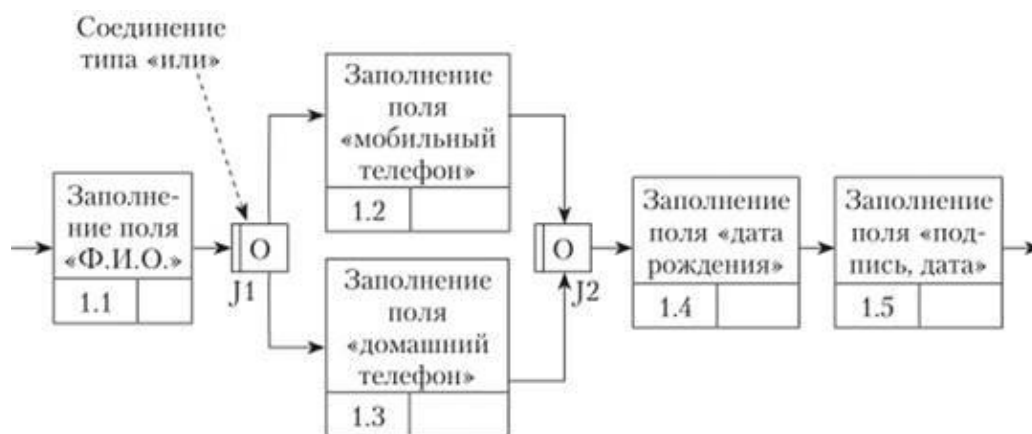 Соединение
типа «или»
Заполне-
ние поля
«Ф.И.О.»
1.1
O
J1
Заполнение
поля
«мобильный
телефон»
1.2
Заполнение
поля
«домашний
телефон»
1.3
O
J2
Заполнение
поля «дата
рождения»
1.4
Заполнение
поля «под-
пись, дата»
1.5